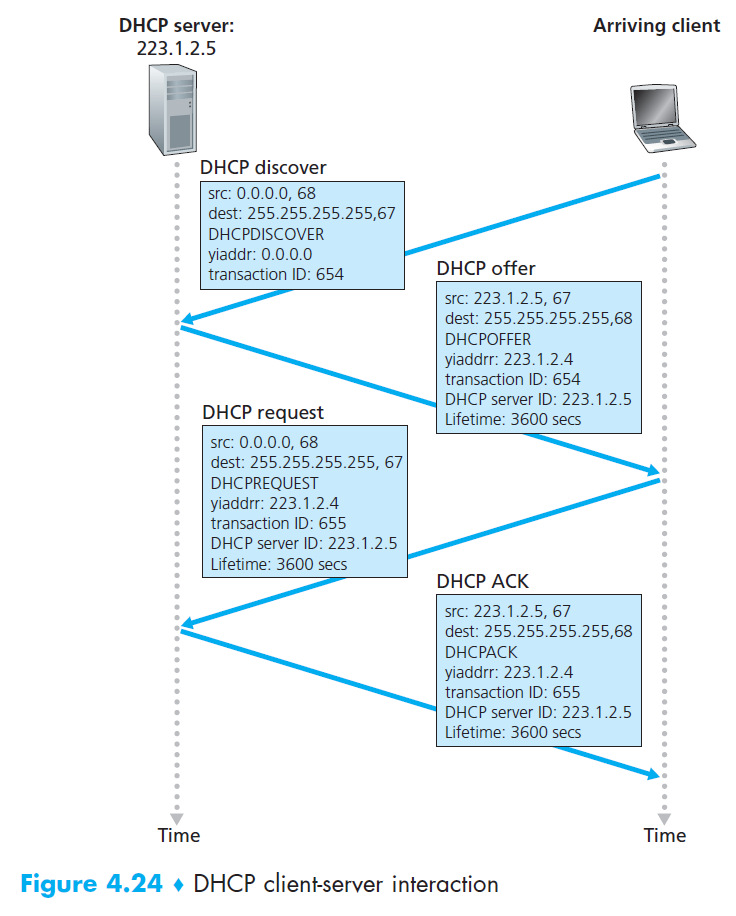 DHCP server:
223.1.2.5
Arriving client
DHCP discover
src: 0.0.0.0, 68
dest: 255.255.255.255,67
DHCPDISCOVER
yiaddr: 0.0.0.0
transaction ID: 654
DHCP offer
src: 223.1.2.5, 67
dest: 255.255.255.255,68
DHCPOFFER
yiaddrr: 223.1.2.4
transaction ID: 654
DHCP server ID: 223.1.2.5
Lifetime: 3600 secs
DHCP request
src: 0.0.0.0, 68
dest: 255.255.255.255, 67
DHCPREQUEST
yiaddrr: 223.1.2.4
transaction ID: 655
DHCP server ID: 223.1.2.5
Lifetime: 3600 secs
DHCP ACK
src: 223.1.2.5, 67
dest: 255.255.255.255,68
DHCPACK
yiaddrr: 223.1.2.4
transaction ID: 655
DHCP server ID: 223.1.2.5
Lifetime: 3600 secs
Time
Time
Figure 4.24 ♦ DHCP client-server interaction